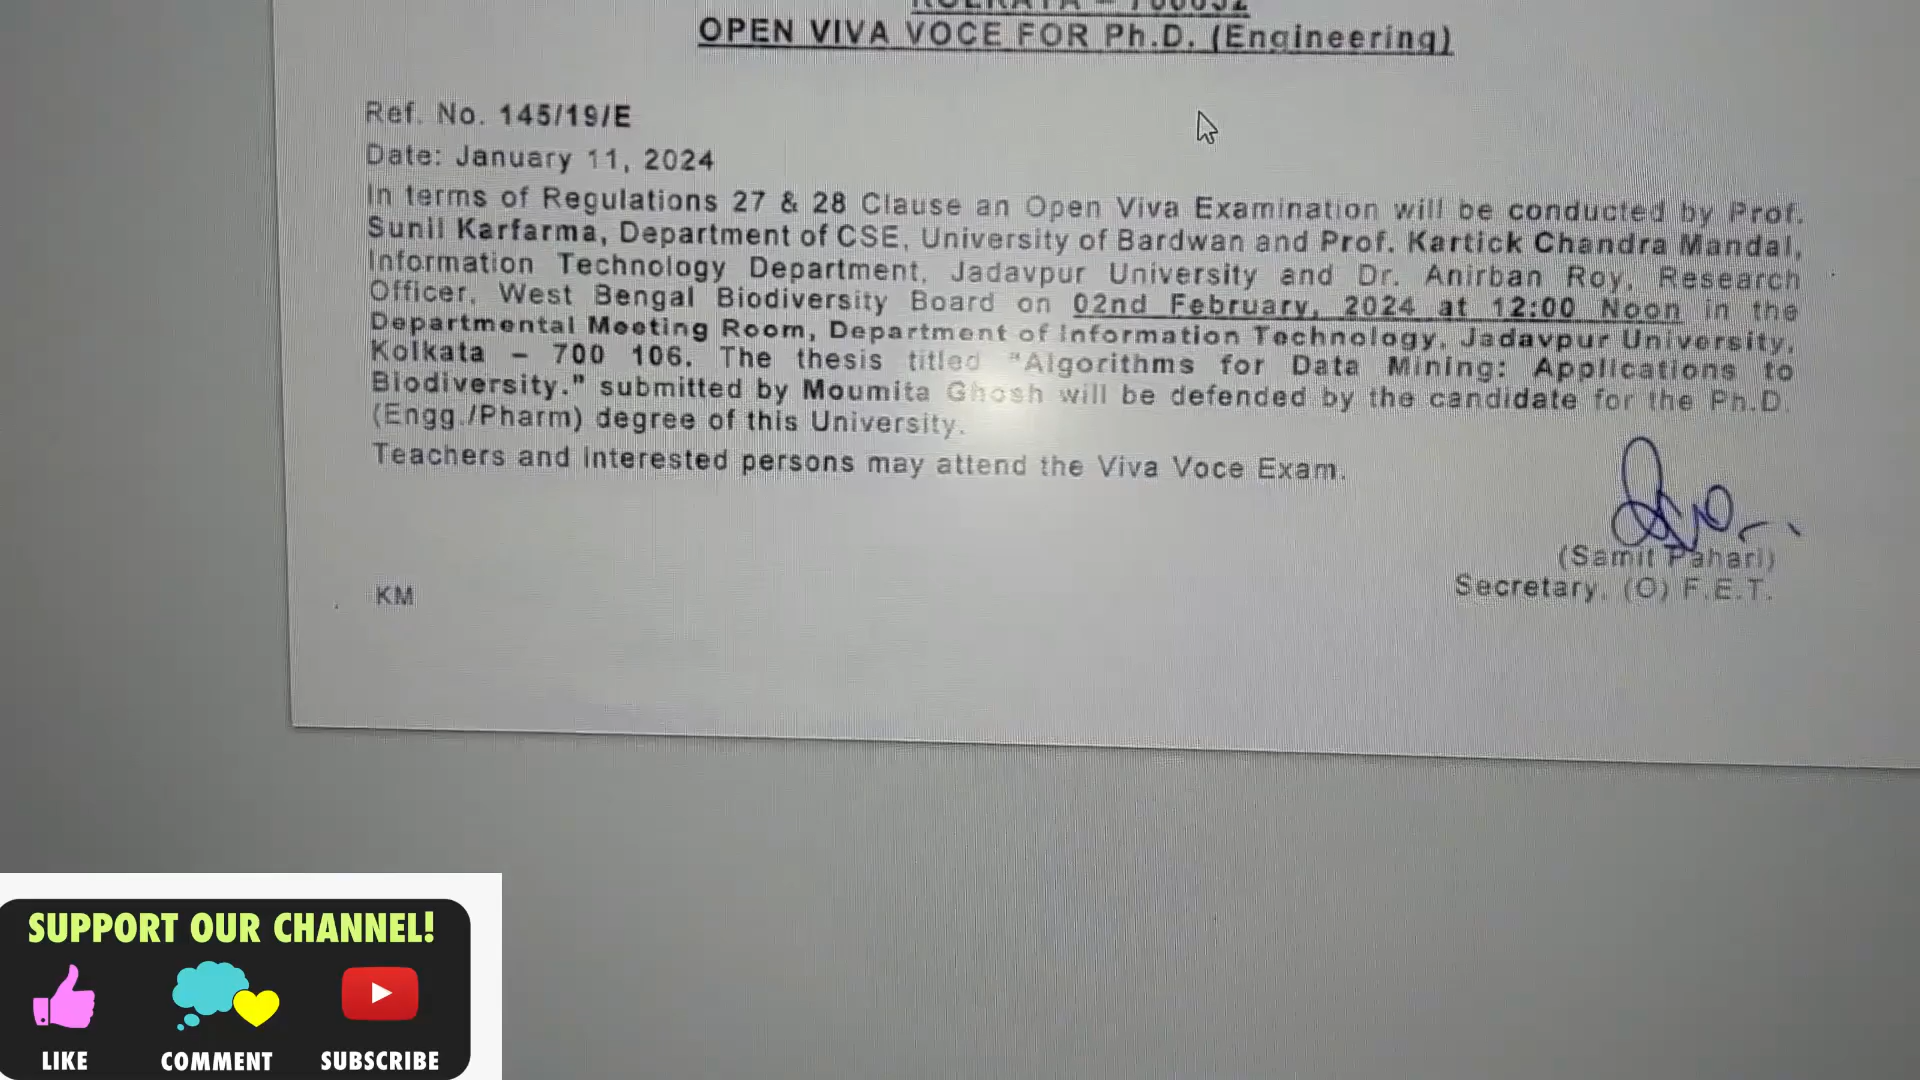 KOLKATA – 700032
OPEN VIVA VOCE FOR Ph.D. (Engineering)
Ref. No. 145/19/E
Date: January 11, 2024
In terms of Regulations 27 & 28 Clause an Open Viva Examination will be conducted by Prof.
Sunil Karfarma, Department of CSE, University of Bardwan and Prof. Kartick Chandra Mandal,
Information Technology Department, Jadavpur University and Dr. Anirban Roy, Research
Officer, West Bengal Biodiversity Board on 02nd February, 2024 at 12:00 Noon in the
Departmental Meeting Room, Department of Information Technology, Jadavpur University,
Kolkata – 700 106. The thesis titled "Algorithms for Data Mining: Applications to
Biodiversity." submitted by Moumita Ghosh will be defended by the candidate for the Ph.D.
(Engg./Pharm) degree of this University.
Teachers and interested persons may attend the Viva Voce Exam.
(Samit Pahari)
Secretary, (O) F.E.T.
KM
SUPPORT OUR CHANNEL!
LIKE COMMENT SUBSCRIBE